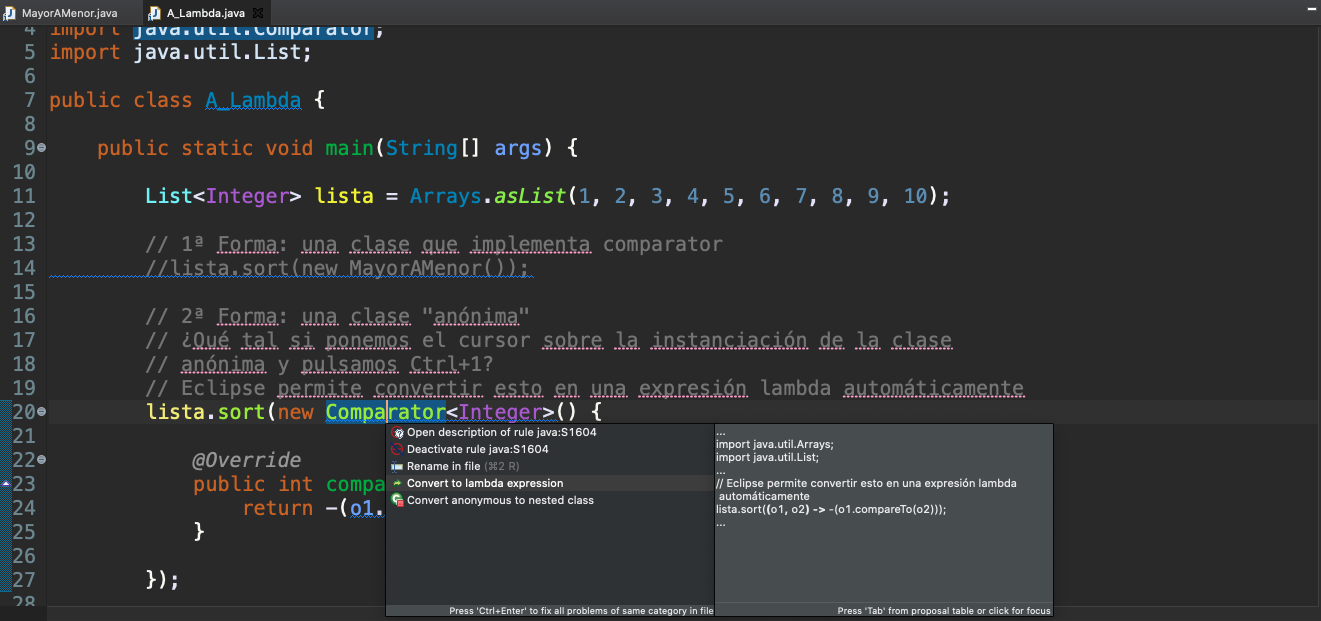 MayorAMenor.java A_Lambda.java
4 import java.util.Comparator;
5 import java.util.List;
6
7 public class A_Lambda {
8
9 public static void main(String[] args) {
10
11 List<Integer> lista = Arrays.asList(1, 2, 3, 4, 5, 6, 7, 8, 9, 10);
12
13 // 1ª Forma: una clase que implementa comparator
14 //lista.sort(new MayorAMenor());
15
16 // 2ª Forma: una clase "anónima"
17 // ¿Qué tal si ponemos el cursor sobre la instanciación de la clase
18 // anónima y pulsamos Ctrl+1?
19 // Eclipse permite convertir esto en una expresión lambda automáticamente
20 lista.sort(new Comparator<Integer>() {
21
22 @Override
23 public int compa
24 return -(o1.
25 }
26
27 });
28
Open description of rule java:S1604
Deactivate rule java:S1604
Rename in file (⌘2 R)
Convert to lambda expression
Convert anonymous to nested class
Press 'Ctrl+Enter' to fix all problems of same category in file
...
import java.util.Arrays;
import java.util.List;
...
// Eclipse permite convertir esto en una expresión lambda
automáticamente
lista.sort((o1, o2) -> -(o1.compareTo(o2)));
...
Press 'Tab' from proposal table or click for focus